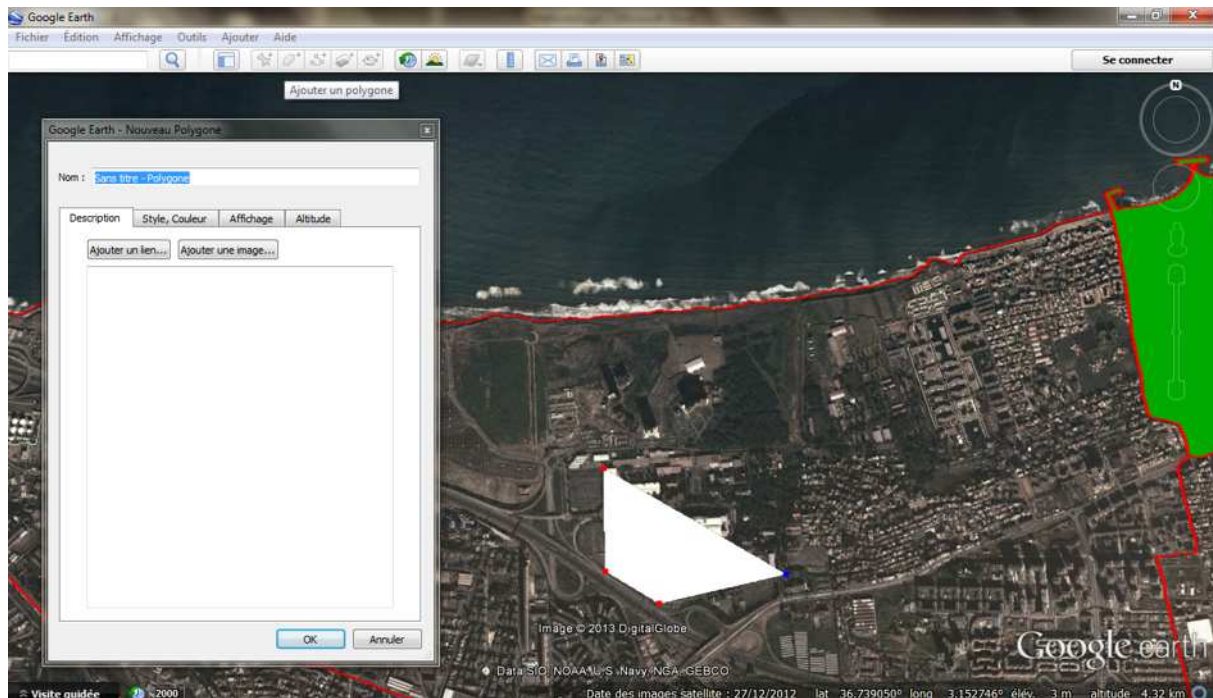 Google Earth
Fichier Édition Affichage Outils Ajouter Aide
Se connecter
Ajouter un polygone
N
Google Earth - Nouveau Polygone
Nom : Sans titre - Polygone
Description Style, Couleur Affichage Altitude
Ajouter un lien... Ajouter une image...
OK Annuler
Image © 2013 DigitalGlobe
Data SIO, NOAA, U.S. Navy, NGA, GEBCO
Google earth
Visite guidée 2000 Date des images satellite : 27/12/2012 lat 36.739050° long 3.152746° élév. 3 m altitude 4.32 km